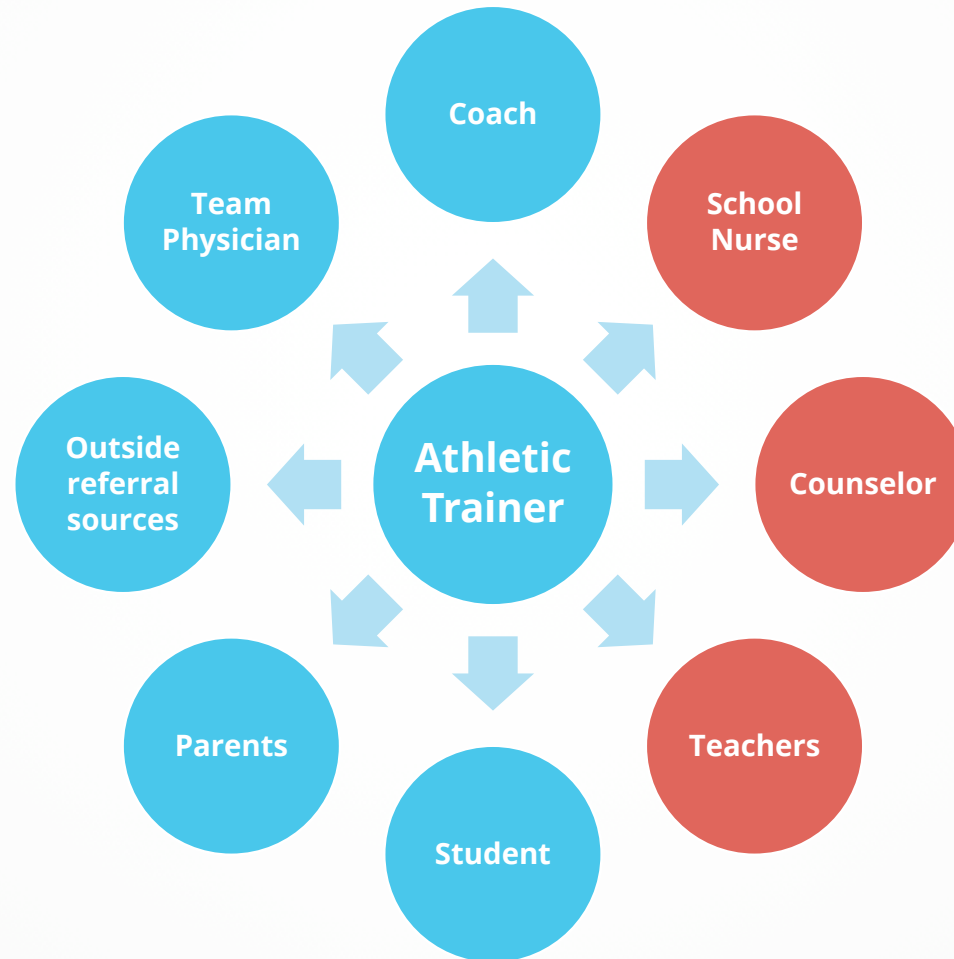 Coach
Team
Physician
School
Nurse
Outside
referral
sources
Athletic
Trainer
Counselor
Parents
Teachers
Student